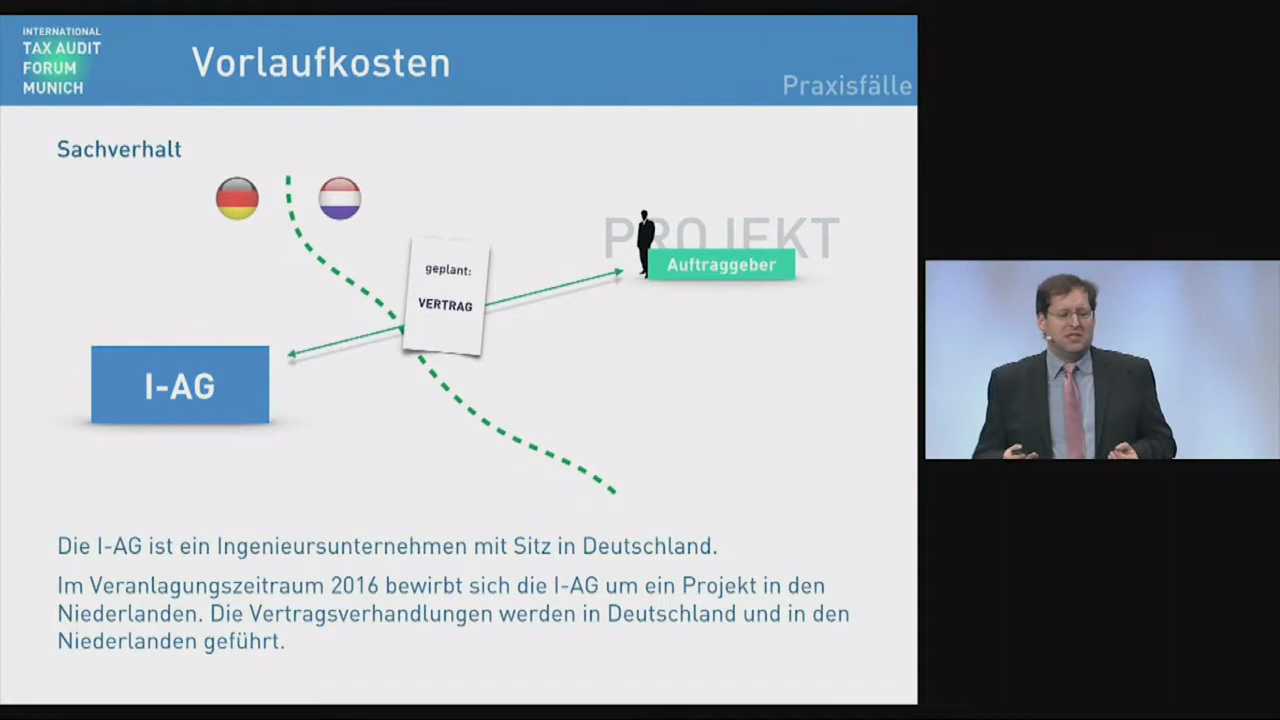 INTERNATIONAL
TAX AUDIT
FORUM
MUNICH
Vorlaufkosten
Praxisfälle
Sachverhalt
PROJEKT
geplant:
Auftraggeber
VERTRAG
I-AG
Die I-AG ist ein Ingenieursunternehmen mit Sitz in Deutschland.
Im Veranlagungszeitraum 2016 bewirbt sich die I-AG um ein Projekt in den
Niederlanden. Die Vertragsverhandlungen werden in Deutschland und in den
Niederlanden geführt.